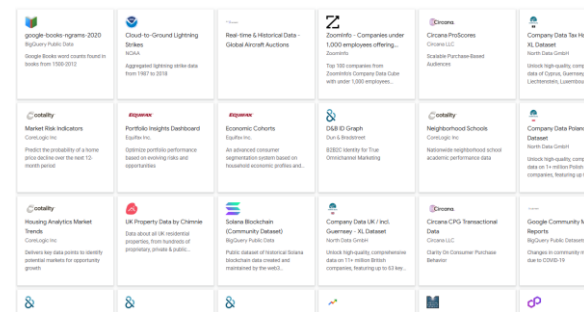 google-books-ngrams-2020
BigQuery Public Data
Google Books word counts found in
books from 1500-2012
Cloud-to-Ground Lightning
Strikes
NOAA
Aggregated lightning strike data
from 1987 to 2018
Real-time & Historical Data -
Global Aircraft Auctions
ZoomInfo - Companies under
1,000 employees offering...
ZoomInfo
Top 100 companies from
ZoomInfo's Company Data Cube
with under 1,000 employees...
Circana.
Circana ProScores
Circana LLC
Scalable Purchase-Based
Audiences
Company Data Tax Ha
XL Dataset
North Data GmbH
Unlock high-quality, comp
data of Cyprus, Guernsey,
Liechtenstein, Luxembou
cotality
Market Risk Indicators
CoreLogic Inc
Predict the probability of a home
price decline over the next 12-
month period
EQUIFAX
Portfolio Insights Dashboard
Equifax Inc.
Optimize portfolio performance
based on evolving risks and
opportunities
EQUIFAX
Economic Cohorts
Equifax Inc.
An advanced consumer
segmentation system based on
household economic profiles and...
D&B ID Graph
Dun & Bradstreet
B2B2C Identity for True
Omnichannel Marketing
cotality
Neighborhood Schools
CoreLogic Inc
Nationwide neighborhood school
academic performance data
Company Data Polan
Dataset
North Data GmbH
Unlock high-quality, comp
data on 1+ million Polish
companies, featuring up
cotality
Housing Analytics Market
Trends
CoreLogic Inc
Delivers key data points to identify
potential markets for opportunity
growth
UK Property Data by Chimnie
Data about all UK residential
properties, from hundreds of
proprietary, private & public...
Solana Blockchain
(Community Dataset)
BigQuery Public Data
Public dataset of historical Solana
blockchain data created and
maintained by the web3...
Company Data UK / incl.
Guernsey - XL Dataset
North Data GmbH
Unlock high-quality, comprehensive
data on 11+ million British
companies, featuring up to 63 key...
Circana.
Circana CPG Transactional
Data
Circana LLC
Clarity On Consumer Purchase
Behavior
Google Community M
Reports
BigQuery Public Datasets
Changes in community m
due to COVID-19